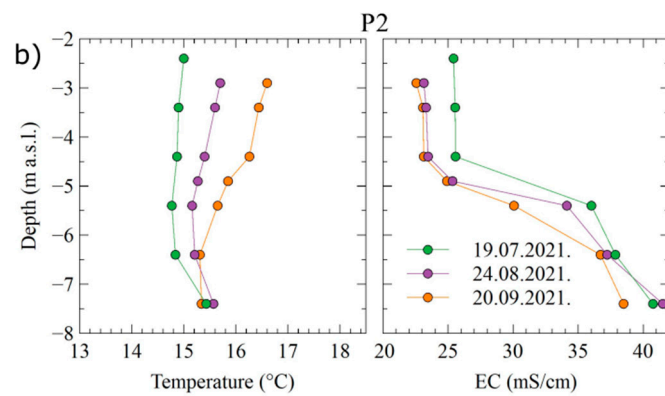 P2
b)
−2
−3
−4
−5
−6
−7
−8
Depth (m a.s.l.)
13 14 15 16 17 18
Temperature (°C)
20 25 30 35 40
EC (mS/cm)
19.07.2021.
24.08.2021.
20.09.2021.